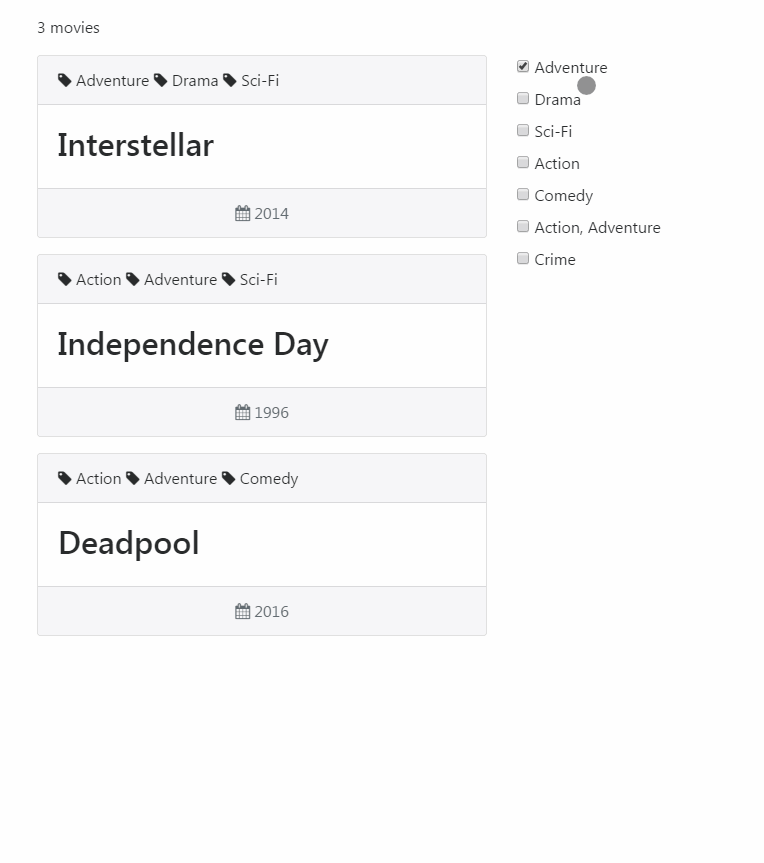 3 movies
Adventure Drama Sci-Fi
Interstellar
2014
Action Adventure Sci-Fi
Independence Day
1996
Action Adventure Comedy
Deadpool
2016
Adventure
Drama
Sci-Fi
Action
Comedy
Action, Adventure
Crime